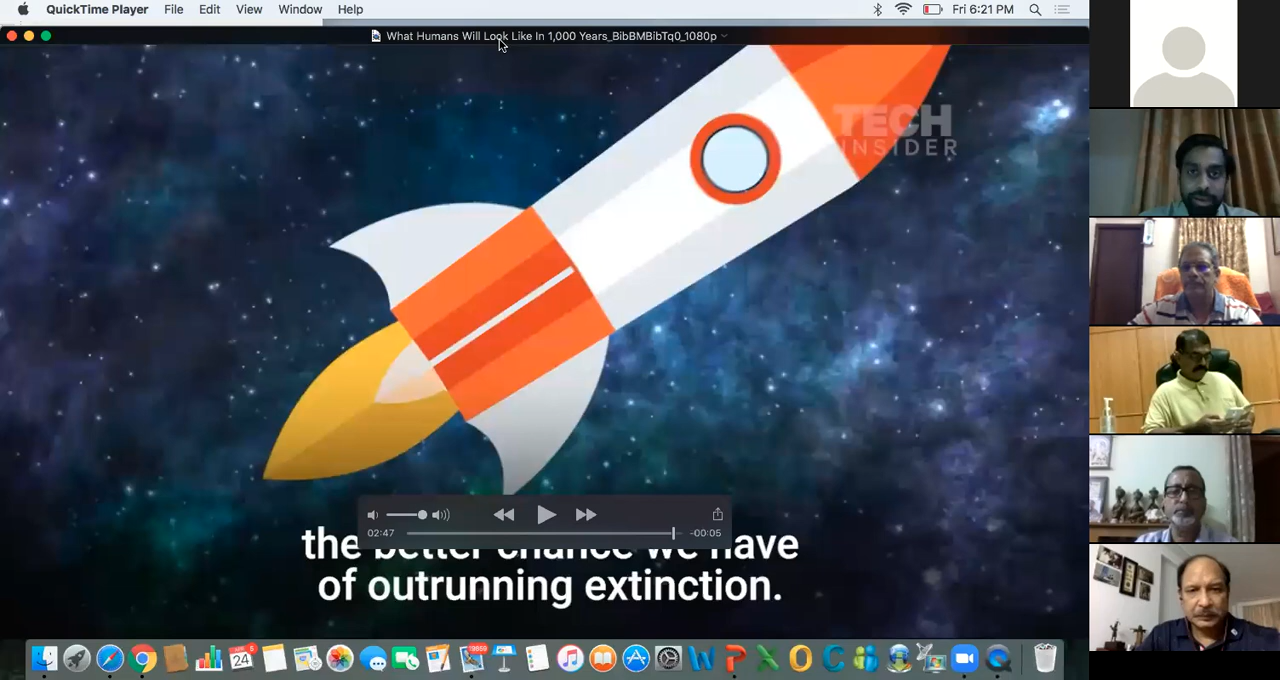 QuickTime Player File Edit View Window Help
Fri 6:21 PM
What Humans Will Look Like In 1,000 Years_BibBMBibTq0_1080p
TECH
INSIDER
02:47
-00:05
the better chance we have
of outrunning extinction.
24